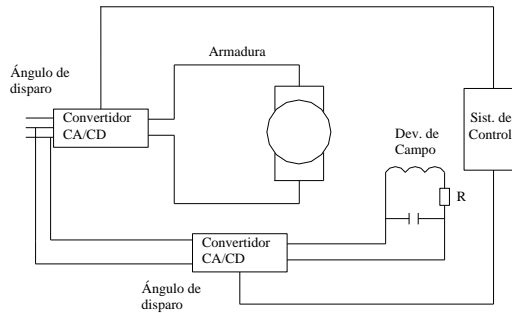 Armadura
Ángulo de
disparo
Convertidor
CA/CD
Sist. de
Control
Dev. de
Campo
R
Convertidor
CA/CD
Ángulo de
disparo